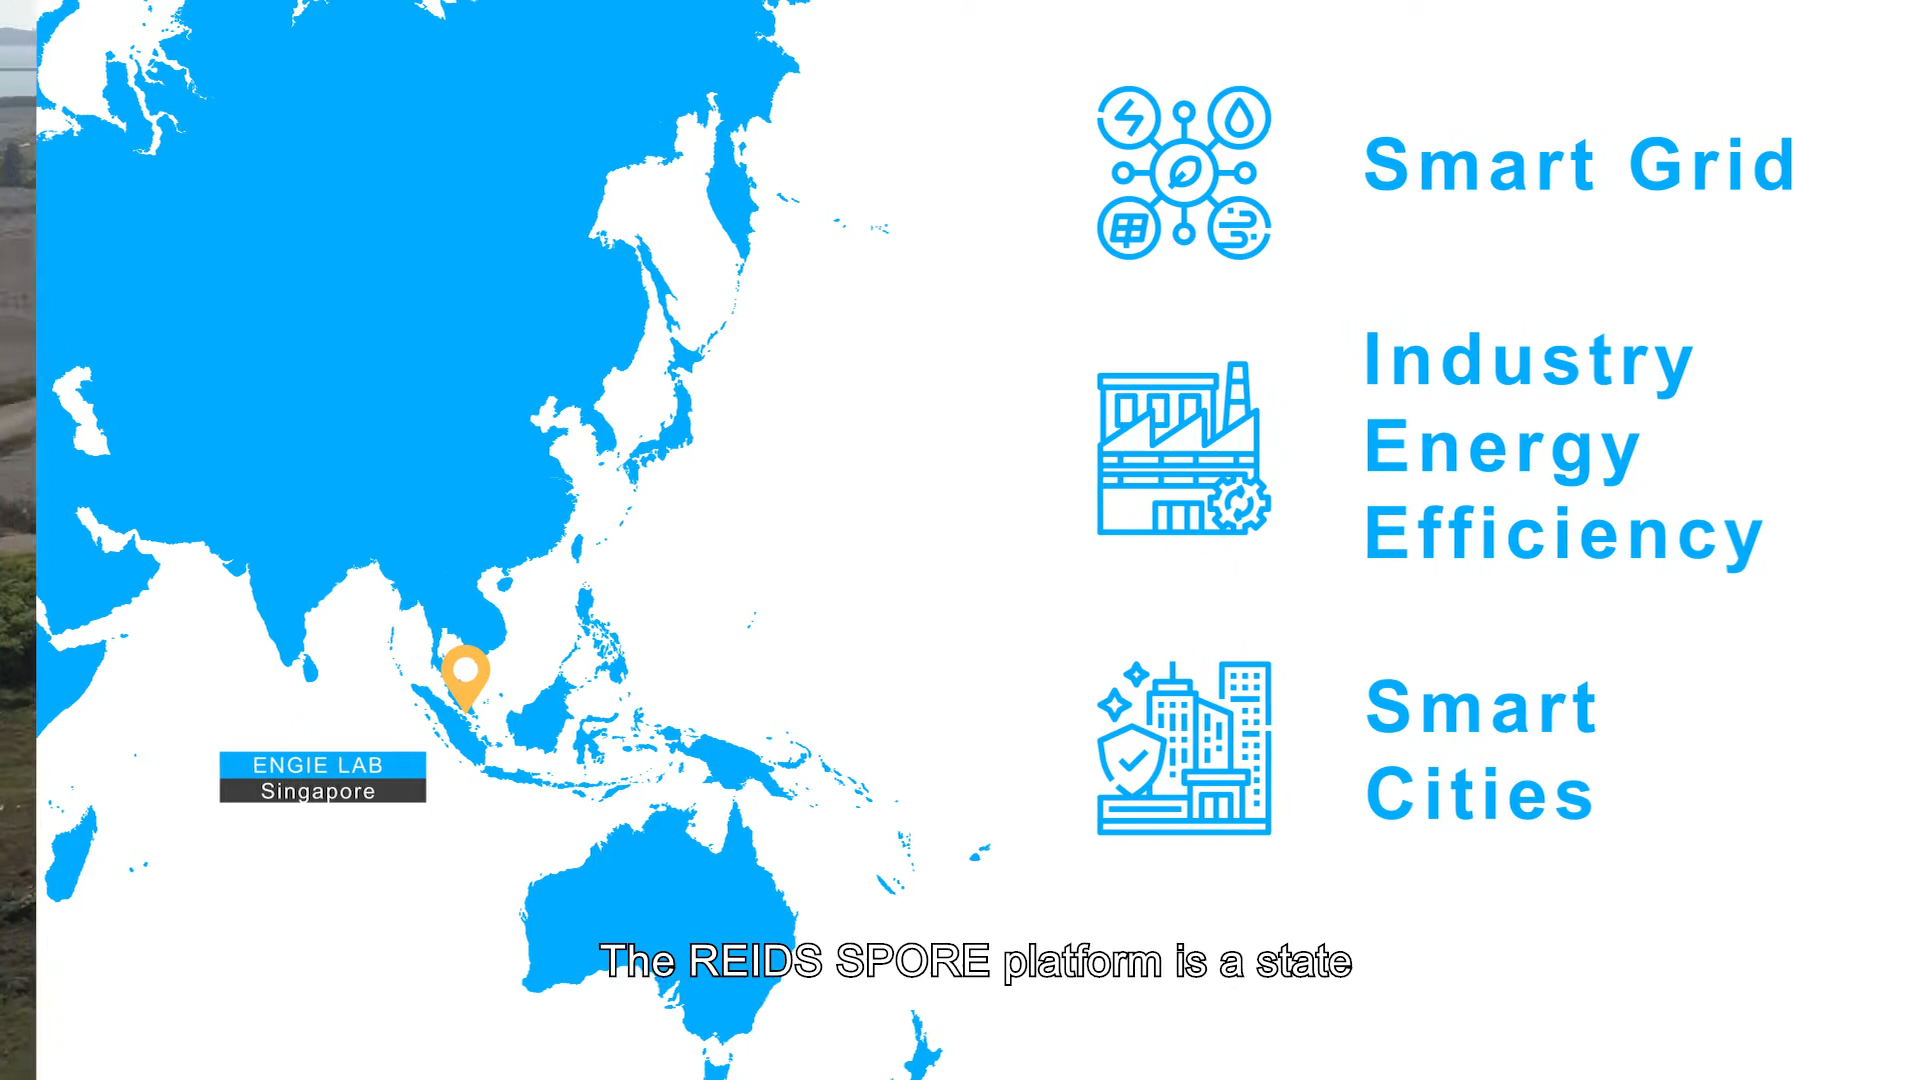 Smart Grid
Industry
Energy
Efficiency
Smart
Cities
ENGIE LAB
Singapore
The REIDS SPORE platform is a state